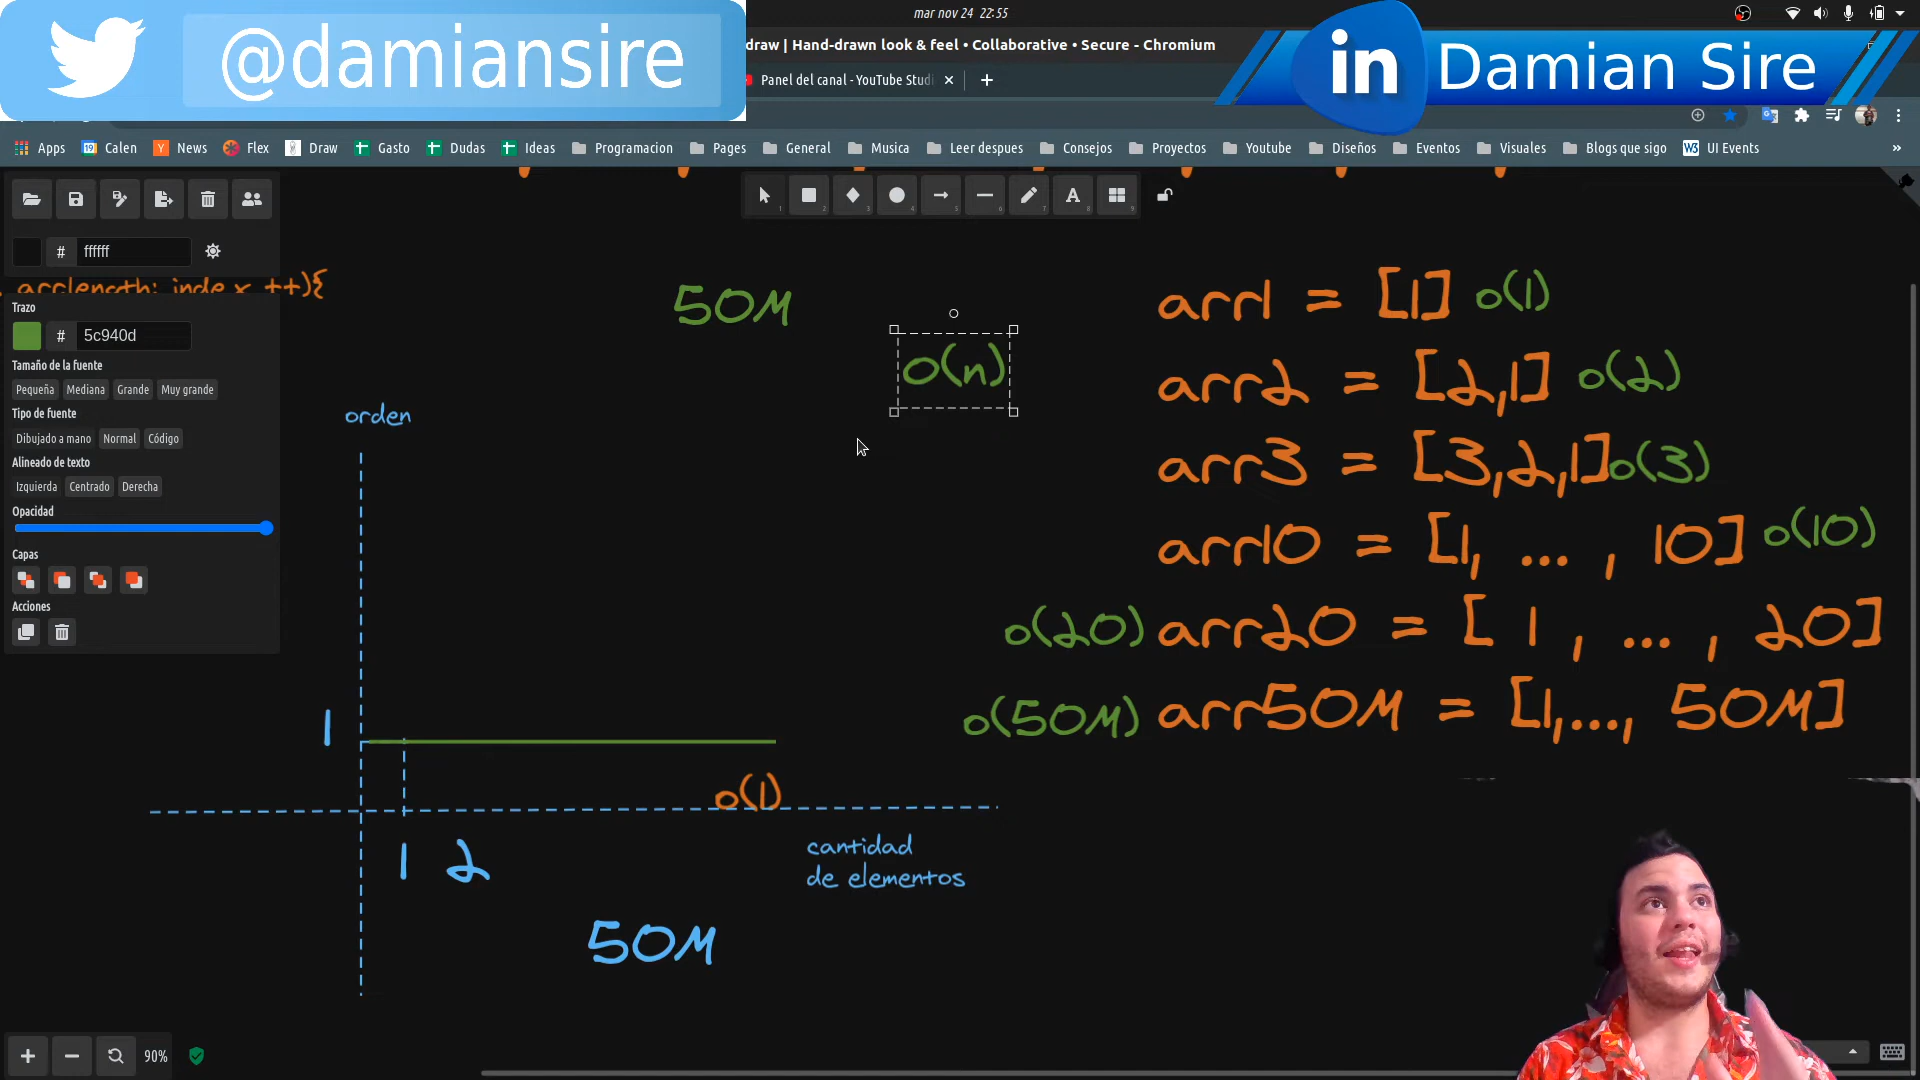 @damiansire
mar nov 24 22:55
draw | Hand-drawn look & feel • Collaborative • Secure - Chromium
in Damian Sire
Panel del canal - YouTube Studi
Apps
Calen
News
Flex
Draw
Gasto
Dudas
Ideas
Programacion
Pages
General
Musica
Leer despues
Consejos
Proyectos
Youtube
Diseños
Eventos
Visuales
Blogs que sigo
UI Events
# ffffff
arr.length; index ++){
Trazo
# 5c940d
Tamaño de la fuente
Pequeña Mediana Grande Muy grande
Tipo de fuente
Dibujado a mano Normal Código
Alineado de texto
Izquierda Centrado Derecha
Opacidad
Capas
Acciones
50M
o(n)
orden
1
o(1)
1 2
cantidad
de elementos
50M
arr1 = [1] o(1)
arr2 = [2,1] o(2)
arr3 = [3,2,1] o(3)
arr10 = [1, ... , 10] o(10)
o(20) arr20 = [ 1 , ... , 20]
o(50M) arr50M = [1,..., 50M]
90%